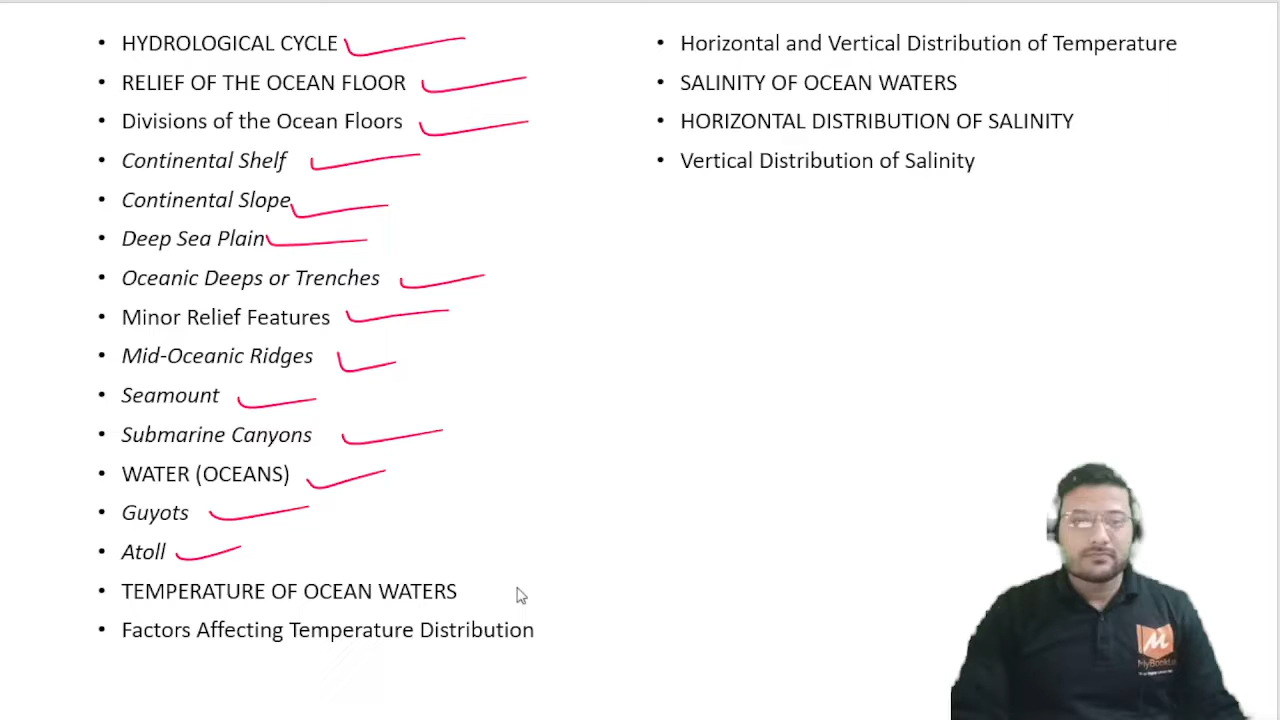 • HYDROLOGICAL CYCLE
• RELIEF OF THE OCEAN FLOOR
• Divisions of the Ocean Floors
• Continental Shelf
• Continental Slope
• Deep Sea Plain
• Oceanic Deeps or Trenches
• Minor Relief Features
• Mid-Oceanic Ridges
• Seamount
• Submarine Canyons
• WATER (OCEANS)
• Guyots
• Atoll
• TEMPERATURE OF OCEAN WATERS
• Factors Affecting Temperature Distribution
• Horizontal and Vertical Distribution of Temperature
• SALINITY OF OCEAN WATERS
• HORIZONTAL DISTRIBUTION OF SALINITY
• Vertical Distribution of Salinity